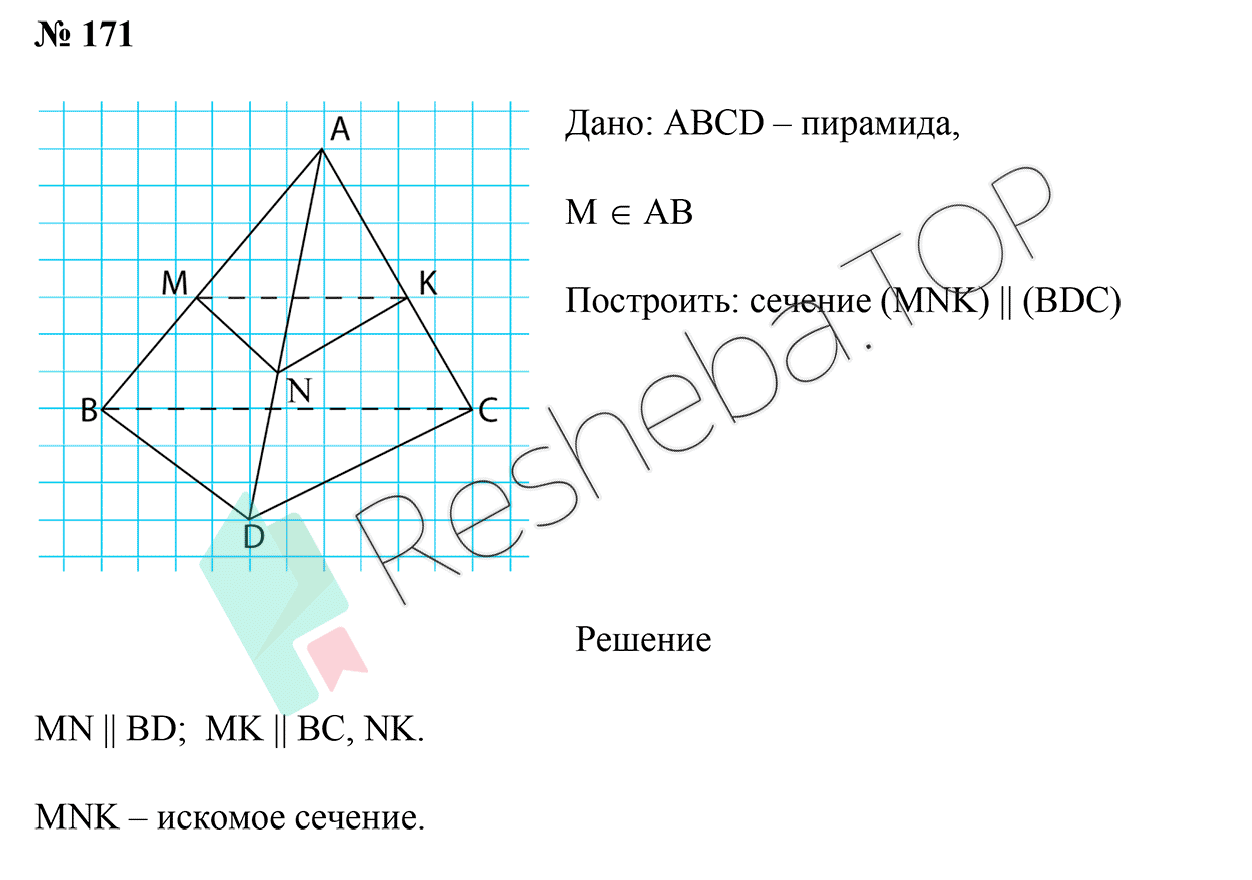 № 171
A
M
K
N
B
C
D
Дано: ABCD – пирамида,
M ∈ AB
Построить: сечение (MNK) || (BDC)
Resheba.TOP
Решение
MN || BD; MK || BC, NK.
MNK – искомое сечение.